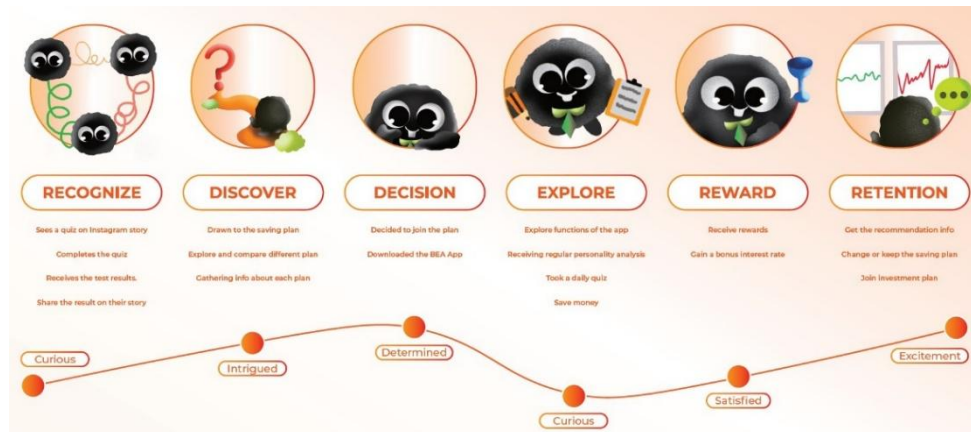 RECOGNIZE
Sees a quiz on Instagram story
Completes the quiz
Receives the test results.
Share the result on their story
DISCOVER
Drawn to the saving plan
Explore and compare different plan
Gathering info about each plan
DECISION
Decided to join the plan
Downloaded the BEA App
EXPLORE
Explore functions of the app
Receiving regular personality analysis
Took a daily quiz
Save money
REWARD
Receive rewards
Gain a bonus interest rate
RETENTION
Get the recommendation info
Change or keep the saving plan
Join investment plan
Curious
Intrigued
Determined
Curious
Satisfied
Excitement